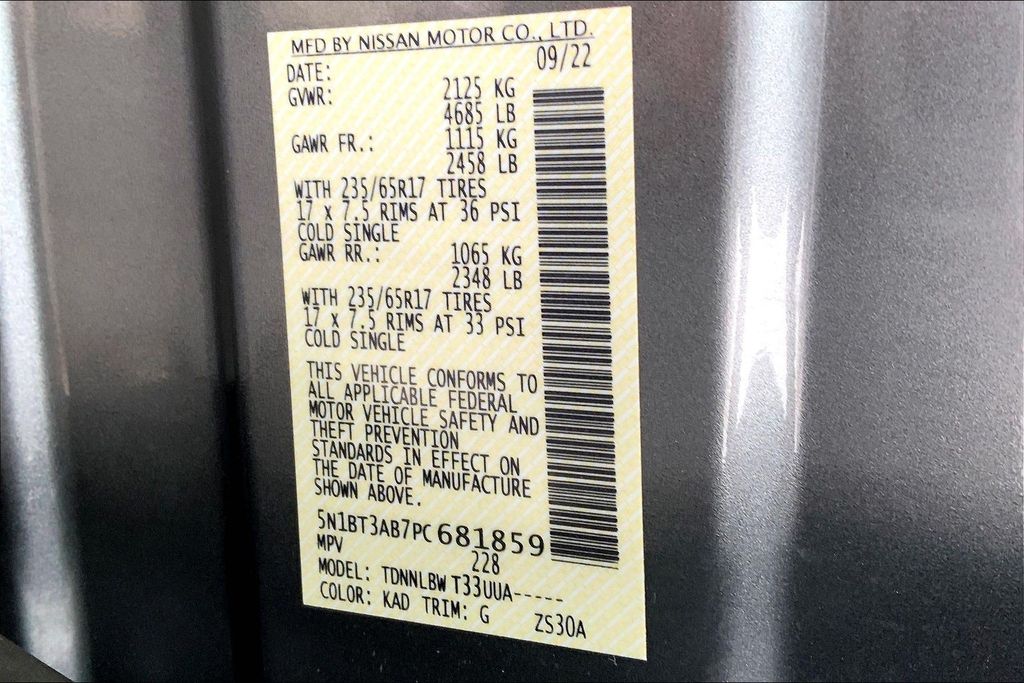 MFD BY NISSAN MOTOR CO., LTD.
DATE: 09/22
GVWR: 2125 KG
4685 LB
GAWR FR.: 1115 KG
2458 LB
WITH 235/65R17 TIRES
17 x 7.5 RIMS AT 36 PSI
COLD SINGLE
GAWR RR.: 1065 KG
2348 LB
WITH 235/65R17 TIRES
17 x 7.5 RIMS AT 33 PSI
COLD SINGLE
THIS VEHICLE CONFORMS TO
ALL APPLICABLE FEDERAL
MOTOR VEHICLE SAFETY AND
THEFT PREVENTION
STANDARDS IN EFFECT ON
THE DATE OF MANUFACTURE
SHOWN ABOVE.
5N1BT3AB7PC681859
MPV 228
MODEL: TDNNLBW T33UUA-----
COLOR: KAD TRIM: G ZS30A